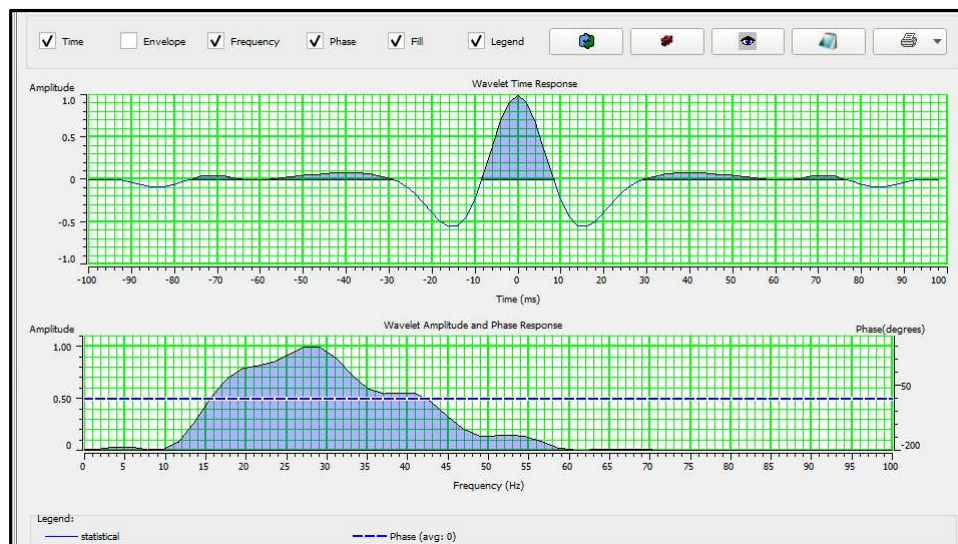 Time Envelope Frequency Phase Fill Legend
Wavelet Time Response
Amplitude
1.0
0.5
0
-0.5
-1.0
-100 -90 -80 -70 -60 -50 -40 -30 -20 -10 0 10 20 30 40 50 60 70 80 90 100
Time (ms)
Wavelet Amplitude and Phase Response
Amplitude Phase(degrees)
1.00
50
0.50
0 -200
0 5 10 15 20 25 30 35 40 45 50 55 60 65 70 75 80 85 90 95 100
Frequency (Hz)
Legend:
statistical Phase (avg: 0)